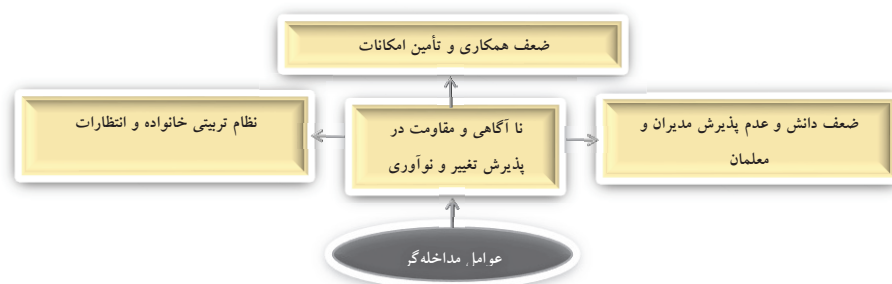 ضعف همکاری و تأمین امکانات
ضعف دانش و عدم پذیرش مدیران و
معلمان
نا آگاهی و مقاومت در
پذیرش تغییر و نوآوری
نظام تربیتی خانواده و انتظارات
عوامل مداخله‌گر